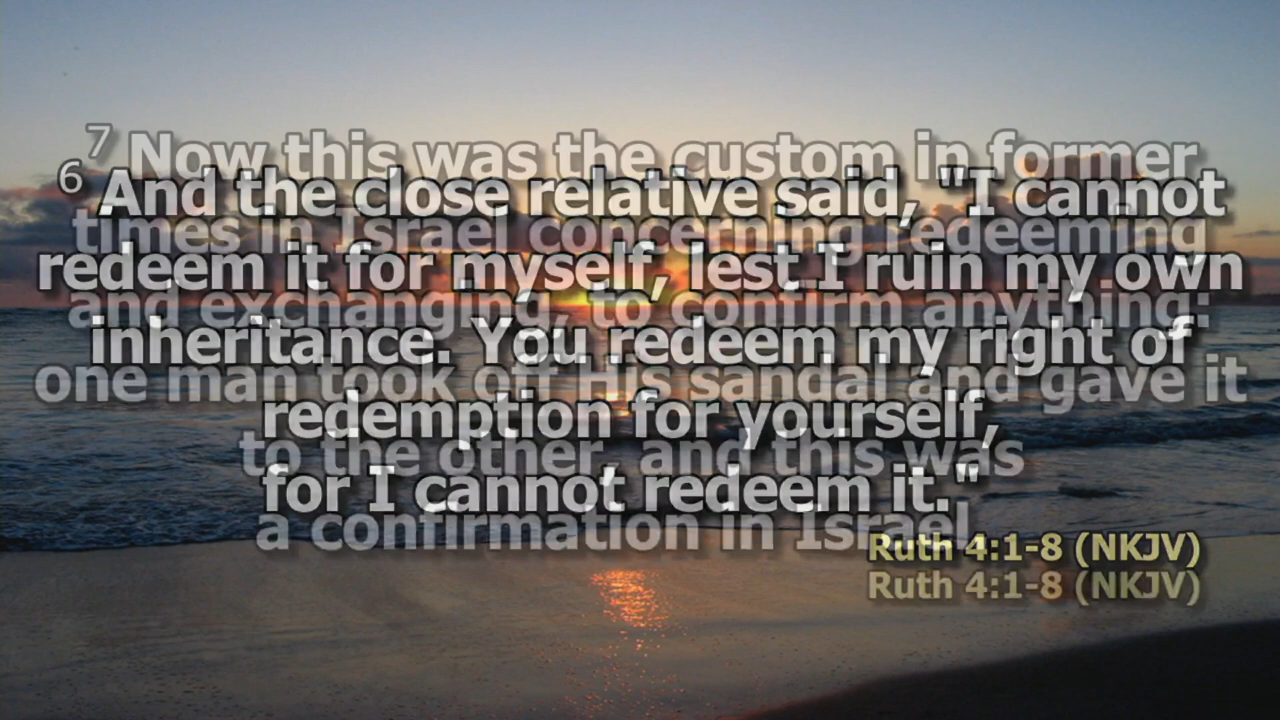 6 And the close relative said, "I cannot
redeem it for myself, lest I ruin my own
inheritance. You redeem my right of
redemption for yourself,
for I cannot redeem it."
Ruth 4:1-8 (NKJV)
7 Now this was the custom in former
times in Israel concerning redeeming
and exchanging, to confirm anything:
one man took off His sandal and gave it
to the other, and this was
a confirmation in Israel.
Ruth 4:1-8 (NKJV)